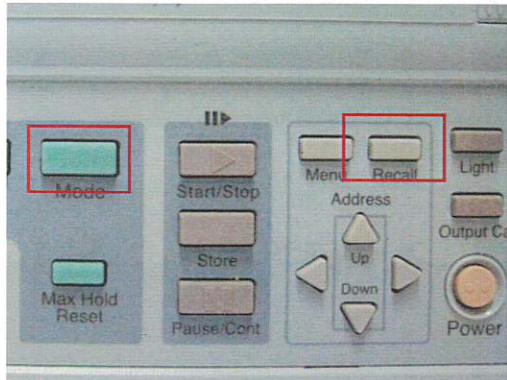 Mode
Max Hold
Reset
Start/Stop
Store
Pause/Cont
Menu
Recall
Address
Up
Down
Light
Output Ca
Power